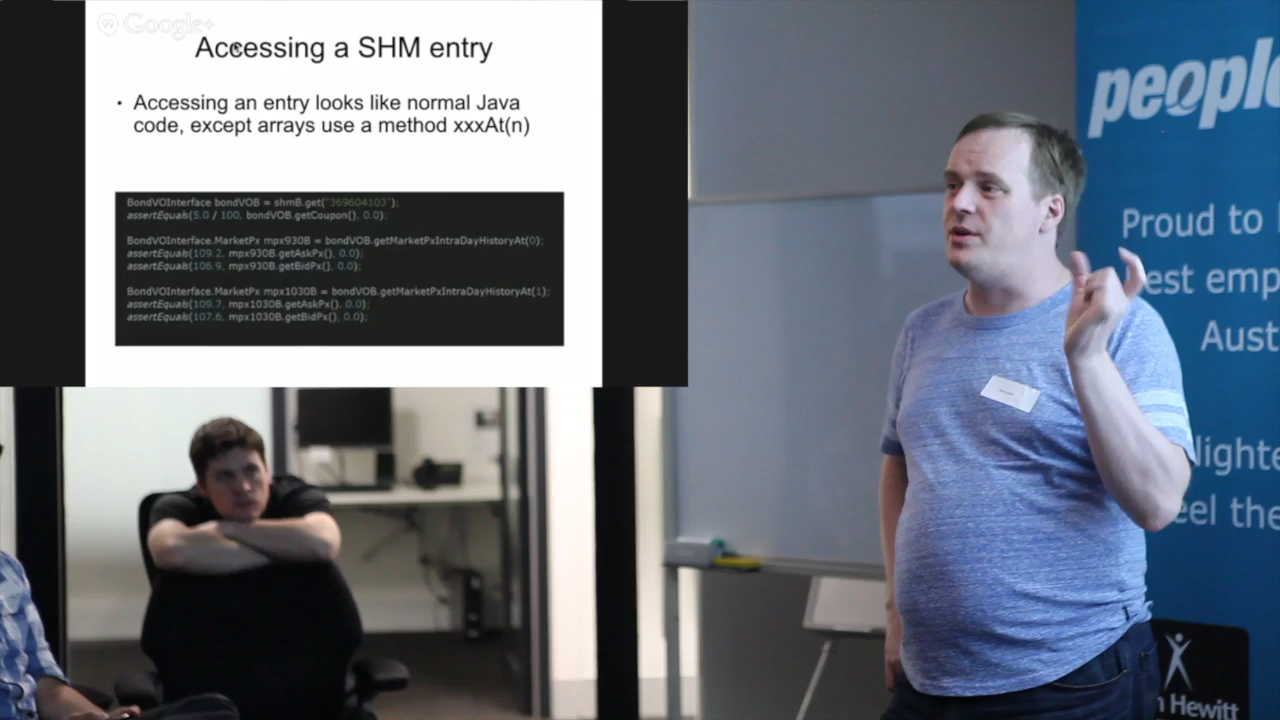 Google+
Accessing a SHM entry
• Accessing an entry looks like normal Java
code, except arrays use a method xxxAt(n)
BondVOInterface bondVOB = shmB.get("369604103");
assertEquals(5.0 / 100, bondVOB.getCoupon(), 0.0);
BondVOInterface.MarketPx mpx930B = bondVOB.getMarketPxIntraDayHistoryAt(0);
assertEquals(109.2, mpx930B.getAskPx(), 0.0);
assertEquals(106.9, mpx930B.getBidPx(), 0.0);
BondVOInterface.MarketPx mpx1030B = bondVOB.getMarketPxIntraDayHistoryAt(1);
assertEquals(109.7, mpx1030B.getAskPx(), 0.0);
assertEquals(107.6, mpx1030B.getBidPx(), 0.0);
people
Proud to
est emp
Aust
lighte
eel the
Hewitt